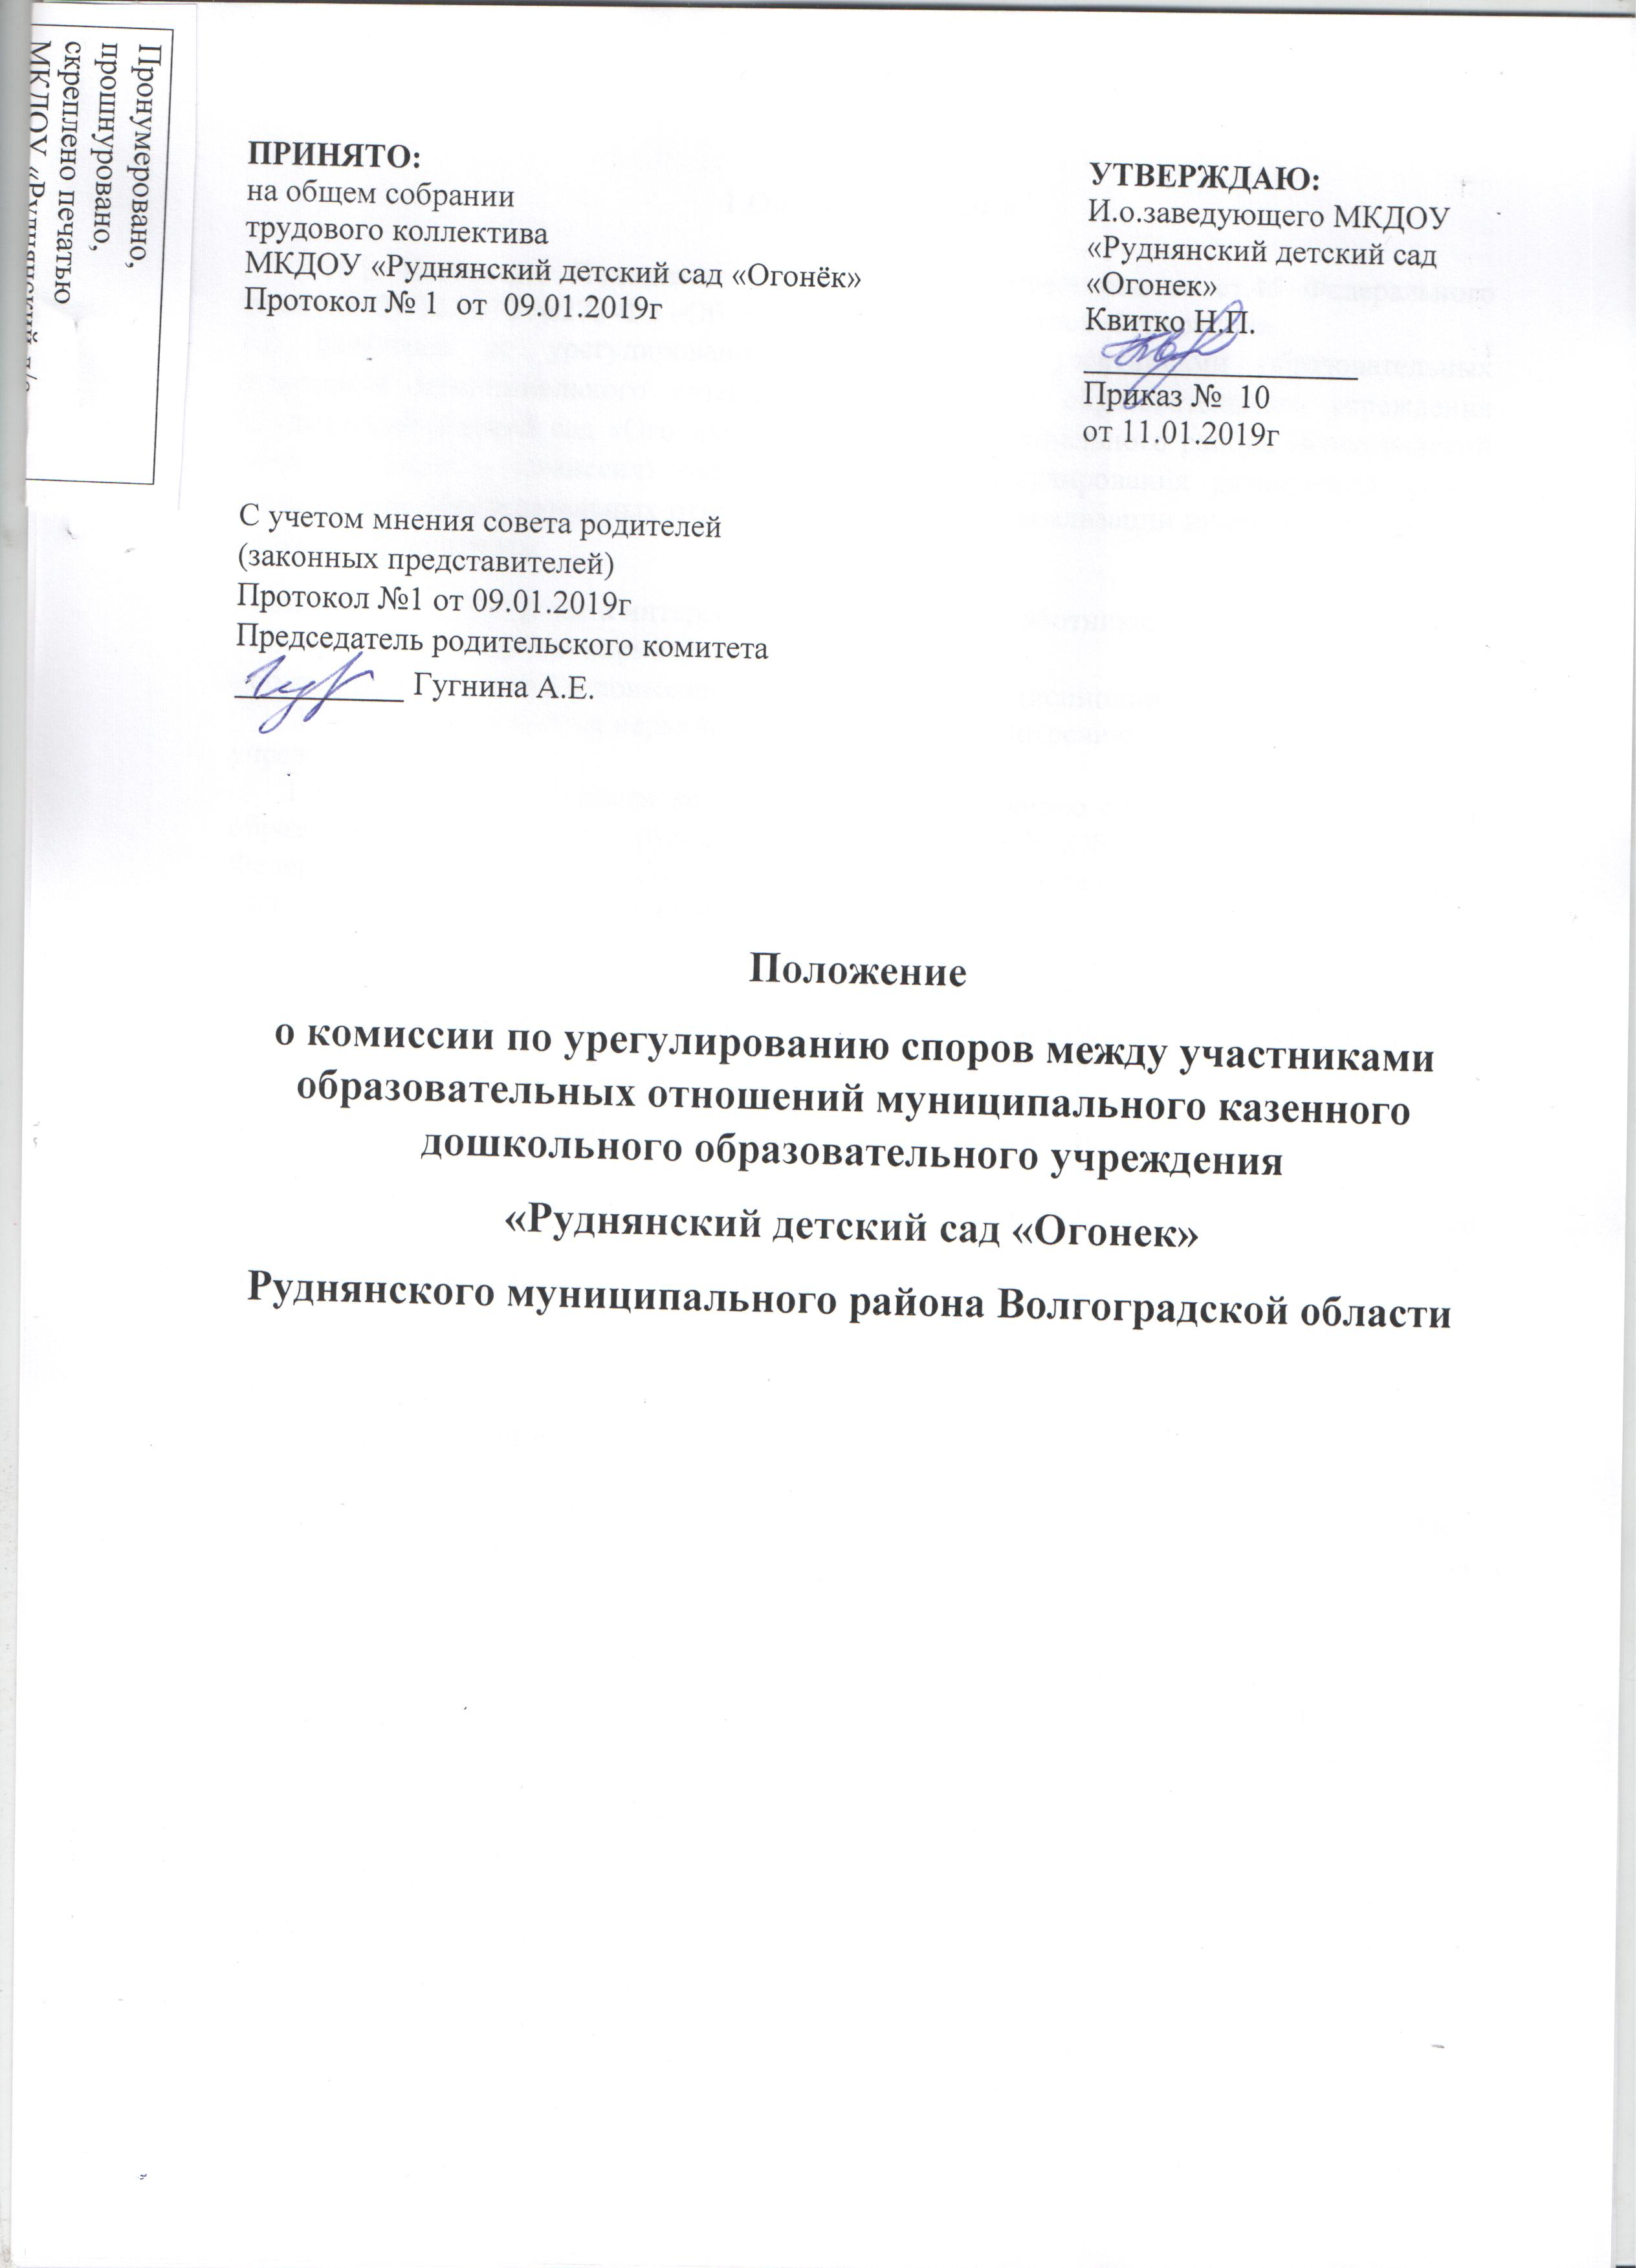 Пронумеровано,
прошнуровано,
скреплено печатью
МКДОУ «Руднянский д/с
ПРИНЯТО:
на общем собрании
трудового коллектива
МКДОУ «Руднянский детский сад «Огонёк»
Протокол № 1 от 09.01.2019г
УТВЕРЖДАЮ:
И.о.заведующего МКДОУ
«Руднянский детский сад
«Огонек»
Квитко Н.П.
Приказ № 10
от 11.01.2019г
С учетом мнения совета родителей
(законных представителей)
Протокол №1 от 09.01.2019г
Председатель родительского комитета
____________ Гугнина А.Е.
Положение
о комиссии по урегулированию споров между участниками
образовательных отношений муниципального казенного
дошкольного образовательного учреждения
«Руднянский детский сад «Огонек»
Руднянского муниципального района Волгоградской области